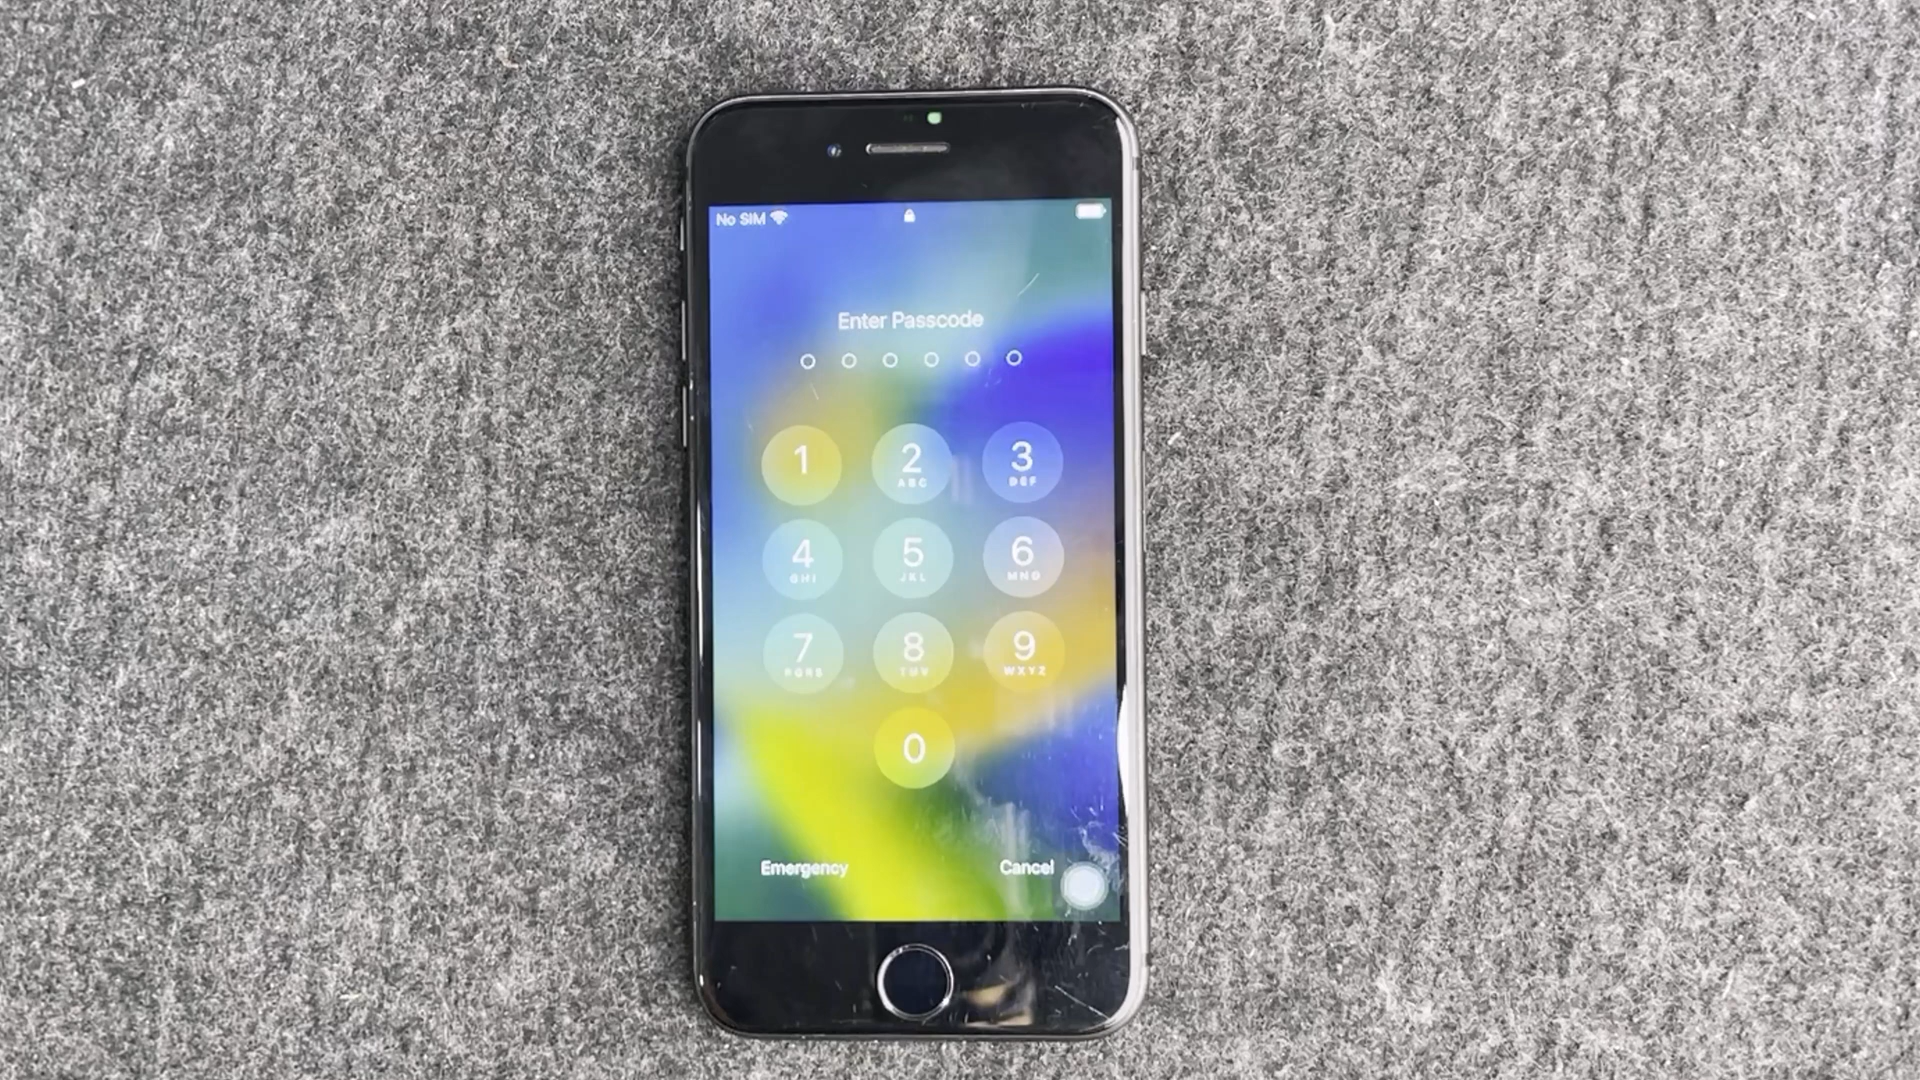 No SIM
Enter Passcode
1 2 3
ABC DEF
4 5 6
GHI JKL MNO
7 8 9
PQRS TUV WXYZ
0
Emergency Cancel